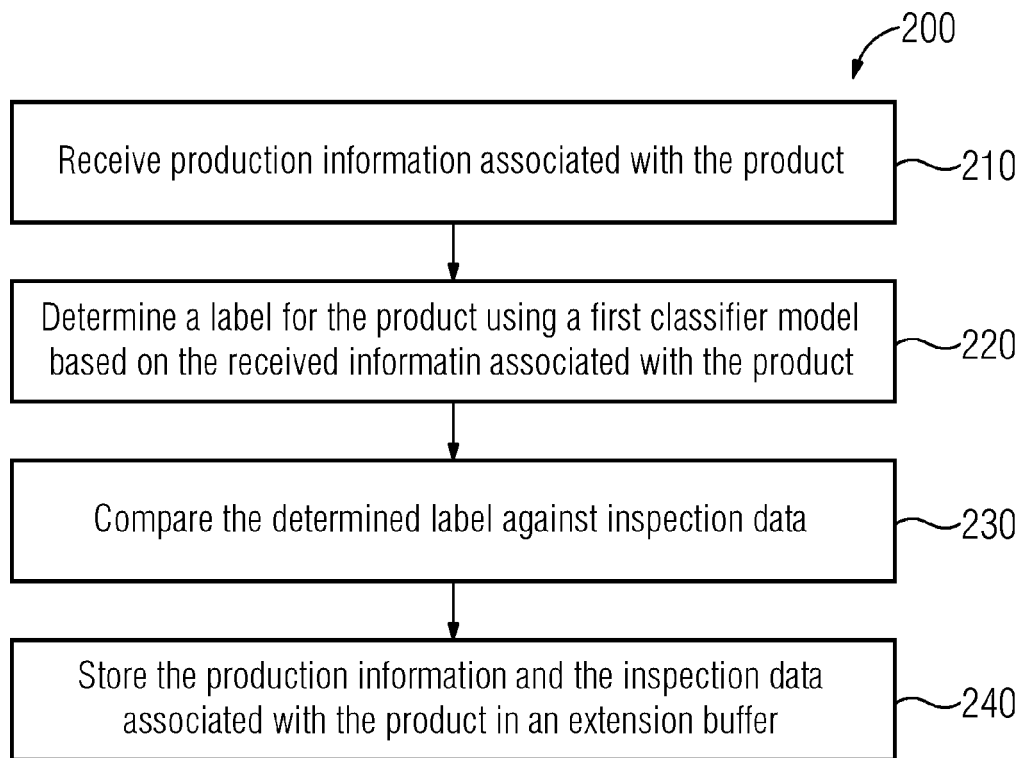 200
Receive production information associated with the product
210
Determine a label for the product using a first classifier model
based on the received informatin associated with the product
220
Compare the determined label against inspection data
230
Store the production information and the inspection data
associated with the product in an extension buffer
240